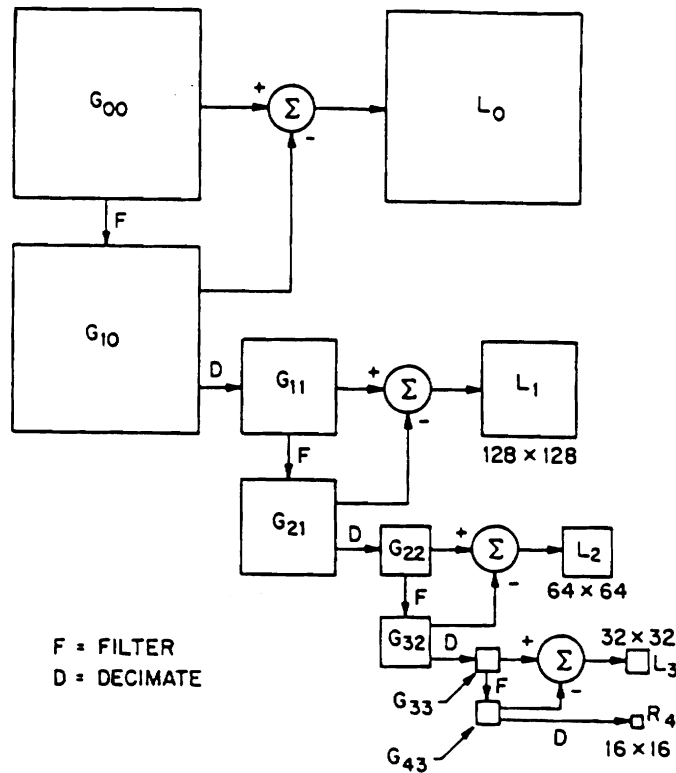 G₀₀
+
Σ
-
L₀
F
G₁₀
D
G₁₁
+
Σ
-
L₁
128 × 128
F
G₂₁
D
G₂₂
+
Σ
-
L₂
64 × 64
F
G₃₂
D
+
Σ
-
32 × 32
L₃
F = FILTER
D = DECIMATE
G₃₃
F
G₄₃
D
R₄
16 × 16